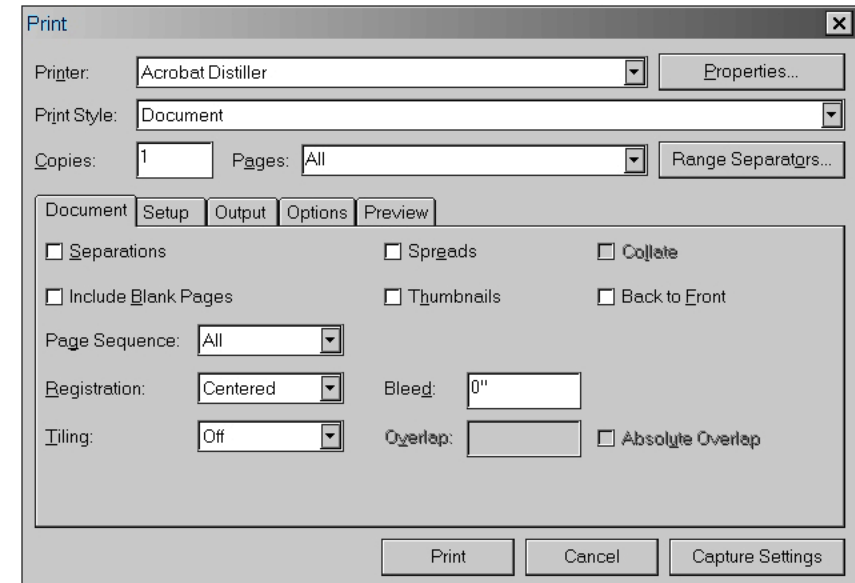 Print
Printer: Acrobat Distiller Properties...
Print Style: Document
Copies: 1 Pages: All Range Separators...
Document Setup Output Options Preview
Separations Spreads Collate
Include Blank Pages Thumbnails Back to Front
Page Sequence: All
Registration: Centered Bleed: 0"
Tiling: Off Overlap: Absolute Overlap
Print Cancel Capture Settings